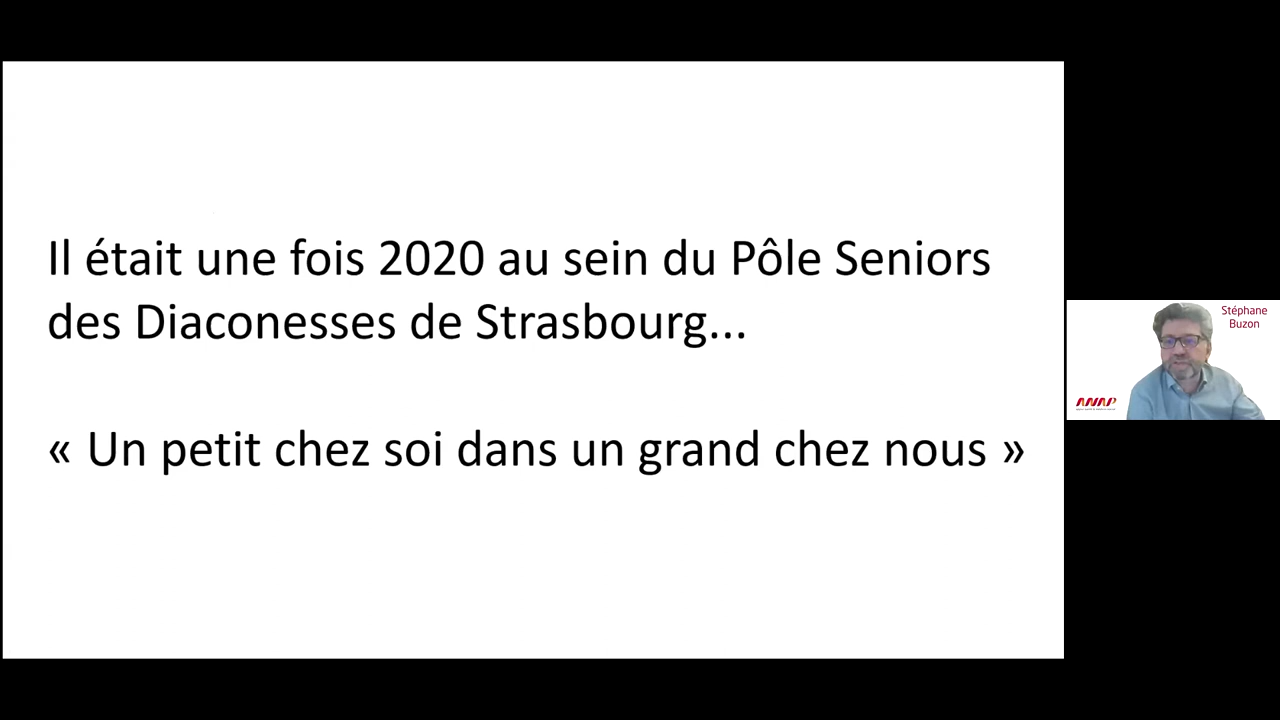 Il était une fois 2020 au sein du Pôle Seniors
des Diaconesses de Strasbourg...
« Un petit chez soi dans un grand chez nous »
Stéphane
Buzon
ANAP